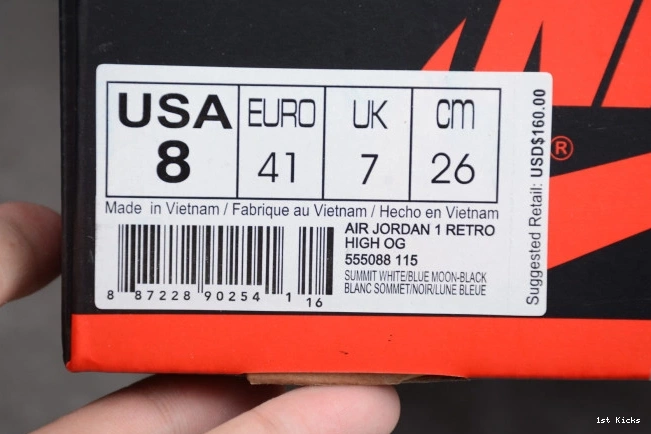 USA EURO UK cm
8 41 7 26
Made in Vietnam / Fabrique au Vietnam / Hecho en Vietnam
AIR JORDAN 1 RETRO
HIGH OG
555088 115
SUMMIT WHITE/BLUE MOON-BLACK
BLANC SOMMET/NOIR/LUNE BLEUE
8 87228 90254 1 16
Suggested Retail: USD$160.00
®
1st Kicks